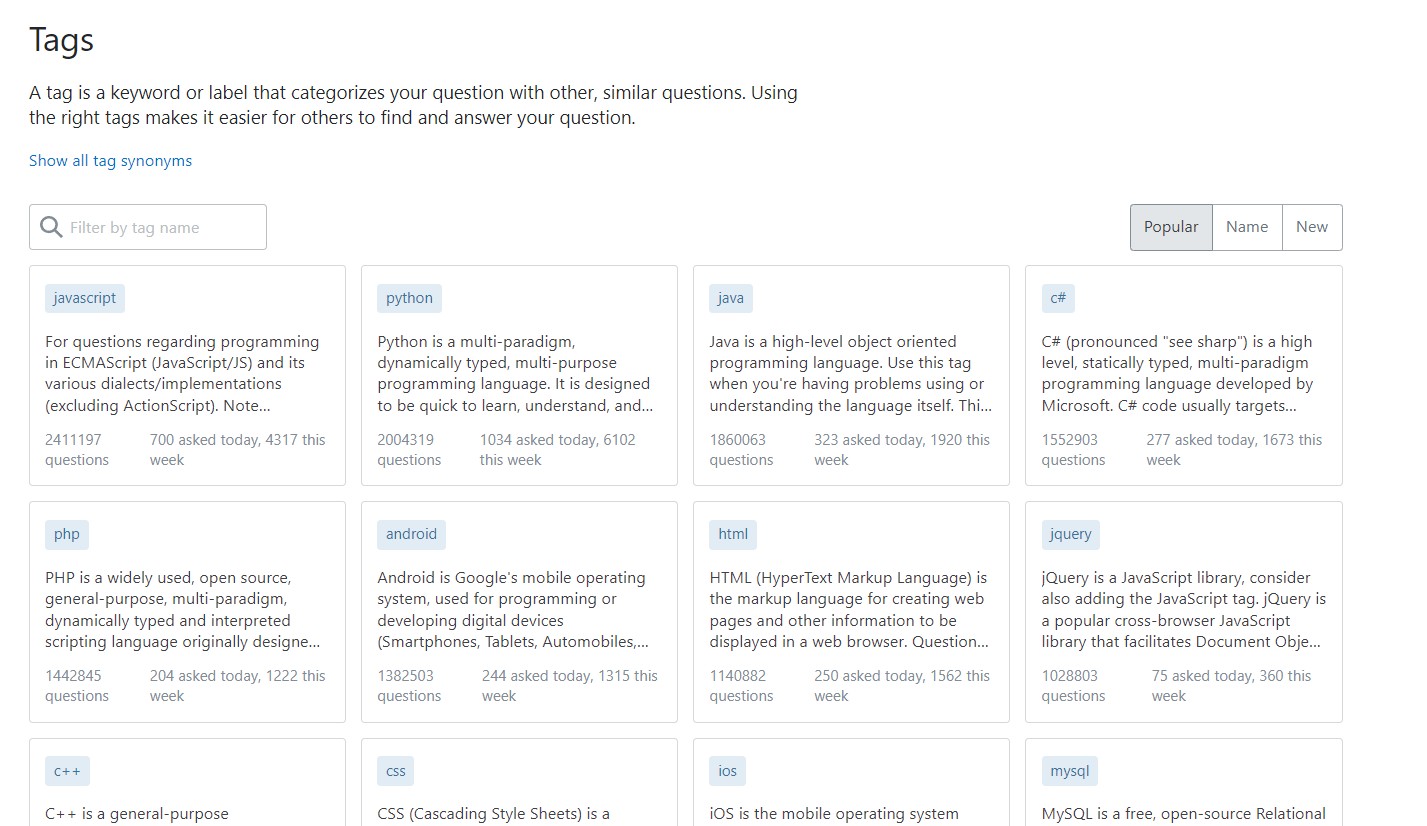 Tags
A tag is a keyword or label that categorizes your question with other, similar questions. Using
the right tags makes it easier for others to find and answer your question.
Show all tag synonyms
Filter by tag name
Popular
Name
New
javascript
For questions regarding programming
in ECMAScript (JavaScript/JS) and its
various dialects/implementations
(excluding ActionScript). Note...
2411197 700 asked today, 4317 this
questions week
python
Python is a multi-paradigm,
dynamically typed, multi-purpose
programming language. It is designed
to be quick to learn, understand, and...
2004319 1034 asked today, 6102
questions this week
java
Java is a high-level object oriented
programming language. Use this tag
when you're having problems using or
understanding the language itself. Thi...
1860063 323 asked today, 1920 this
questions week
c#
C# (pronounced "see sharp") is a high
level, statically typed, multi-paradigm
programming language developed by
Microsoft. C# code usually targets...
1552903 277 asked today, 1673 this
questions week
php
PHP is a widely used, open source,
general-purpose, multi-paradigm,
dynamically typed and interpreted
scripting language originally designe...
1442845 204 asked today, 1222 this
questions week
android
Android is Google's mobile operating
system, used for programming or
developing digital devices
(Smartphones, Tablets, Automobiles,...
1382503 244 asked today, 1315 this
questions week
html
HTML (HyperText Markup Language) is
the markup language for creating web
pages and other information to be
displayed in a web browser. Question...
1140882 250 asked today, 1562 this
questions week
jquery
jQuery is a JavaScript library, consider
also adding the JavaScript tag. jQuery is
a popular cross-browser JavaScript
library that facilitates Document Obje...
1028803 75 asked today, 360 this
questions week
c++
C++ is a general-purpose
css
CSS (Cascading Style Sheets) is a
ios
iOS is the mobile operating system
mysql
MySQL is a free, open-source Relational